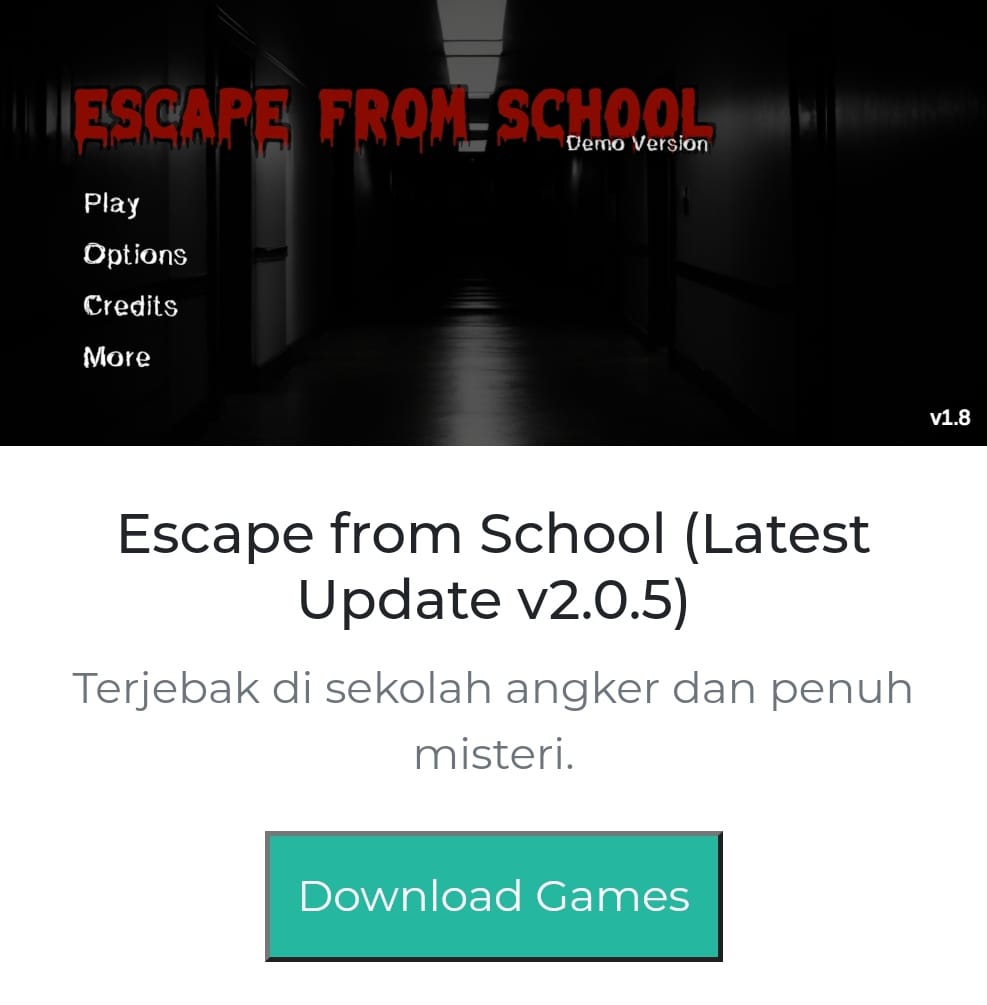 ESCAPE FROM SCHOOL
Demo Version
Play
Options
Credits
More
v1.8
Escape from School (Latest
Update v2.0.5)
Terjebak di sekolah angker dan penuh
misteri.
Download Games